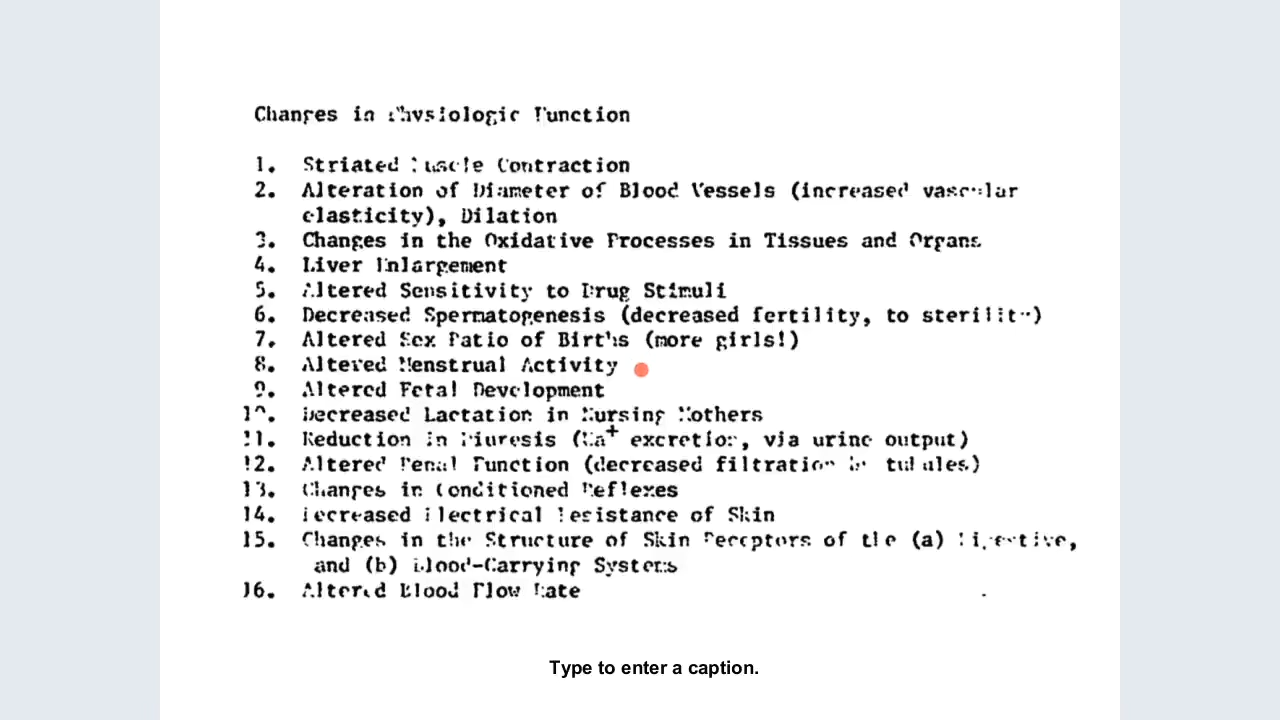 Changes in Physiologic Function
1. Striated Muscle Contraction
2. Alteration of Diameter of Blood Vessels (increased vascular
elasticity), Dilation
3. Changes in the Oxidative Processes in Tissues and Organs
4. Liver Enlargement
5. Altered Sensitivity to Drug Stimuli
6. Decreased Spermatogenesis (decreased fertility, to sterility)
7. Altered Sex Ratio of Births (more girls!)
8. Altered Menstrual Activity
9. Altered Fetal Development
10. Decreased Lactation in Nursing Mothers
11. Reduction in Diuresis (Na+ excretion, via urine output)
12. Altered Renal Function (decreased filtration tubules)
13. Changes in Conditioned Reflexes
14. Decreased Electrical Resistance of Skin
15. Changes in the Structure of Skin Receptors of the (a) Digestive,
and (b) Blood-Carrying Systems
16. Altered Blood Flow Rate
Type to enter a caption.